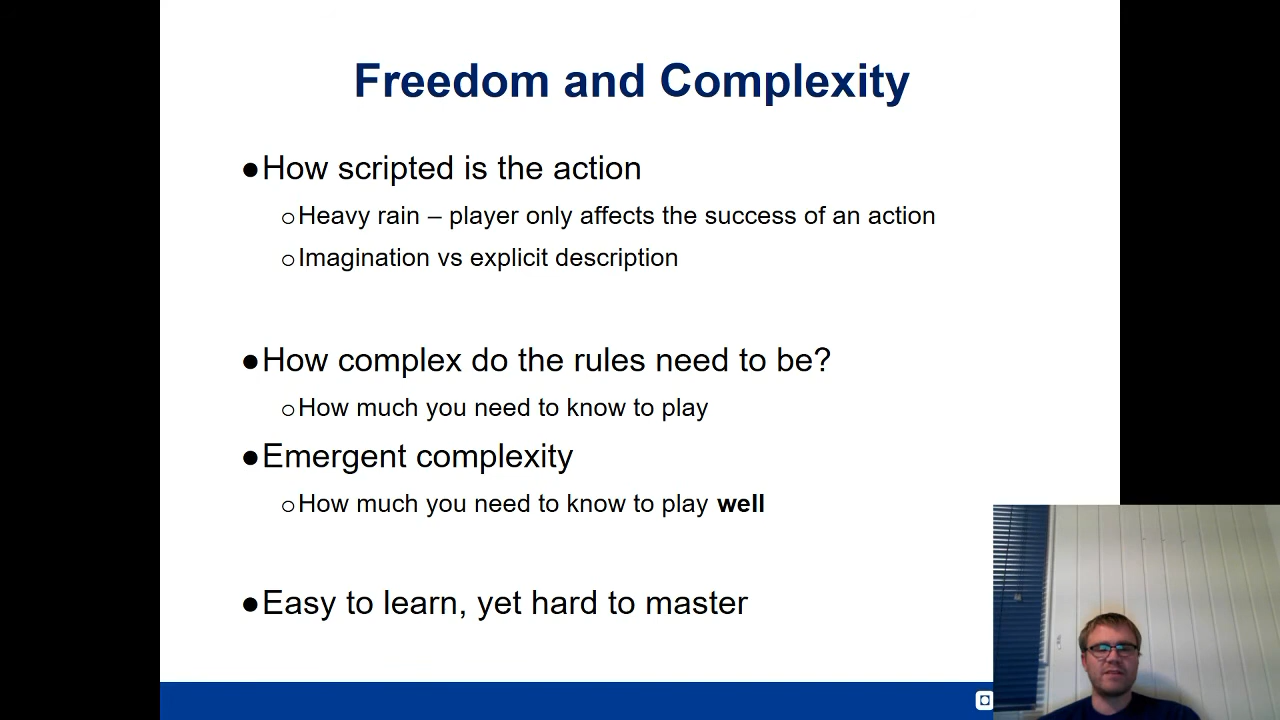 Freedom and Complexity
●How scripted is the action
○Heavy rain – player only affects the success of an action
○Imagination vs explicit description
●How complex do the rules need to be?
○How much you need to know to play
●Emergent complexity
○How much you need to know to play well
●Easy to learn, yet hard to master